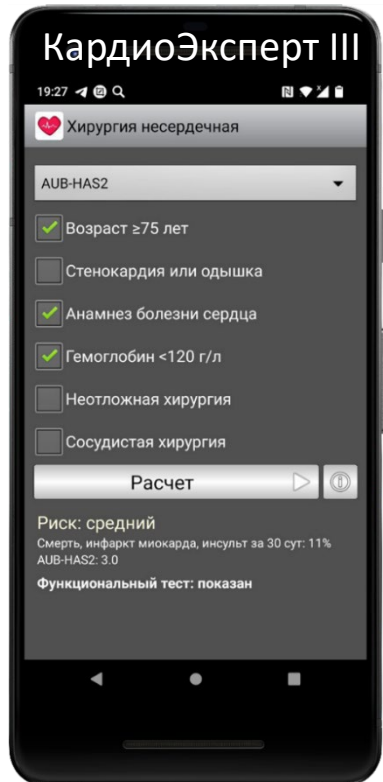 КардиоЭксперт III
19:27
Хирургия несердечная
AUB-HAS2
Возраст ≥75 лет
Стенокардия или одышка
Анамнез болезни сердца
Гемоглобин <120 г/л
Неотложная хирургия
Сосудистая хирургия
Расчет
Риск: средний
Смерть, инфаркт миокарда, инсульт за 30 сут: 11%
AUB-HAS2: 3.0
Функциональный тест: показан